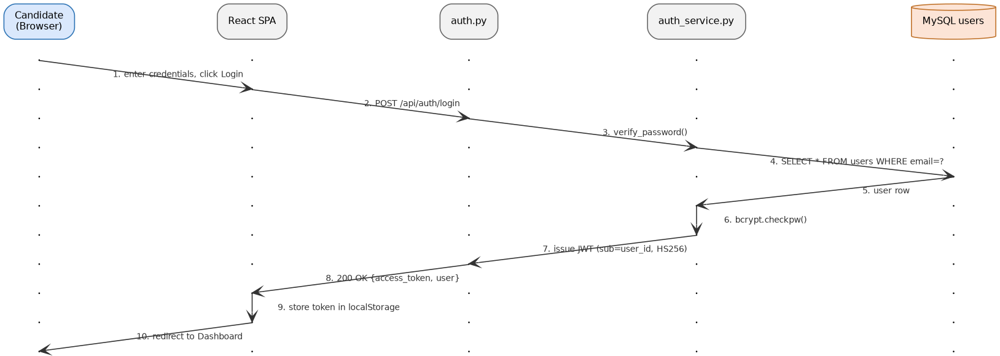 Candidate
(Browser)
React SPA
auth.py
auth_service.py
MySQL users
1. enter credentials, click Login
2. POST /api/auth/login
3. verify_password()
4. SELECT * FROM users WHERE email=?
5. user row
6. bcrypt.checkpw()
7. issue JWT (sub=user_id, HS256)
8. 200 OK {access_token, user}
9. store token in localStorage
10. redirect to Dashboard